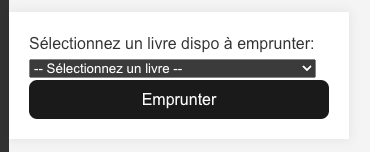 Sélectionnez un livre dispo à emprunter:
-- Sélectionnez un livre --
Emprunter